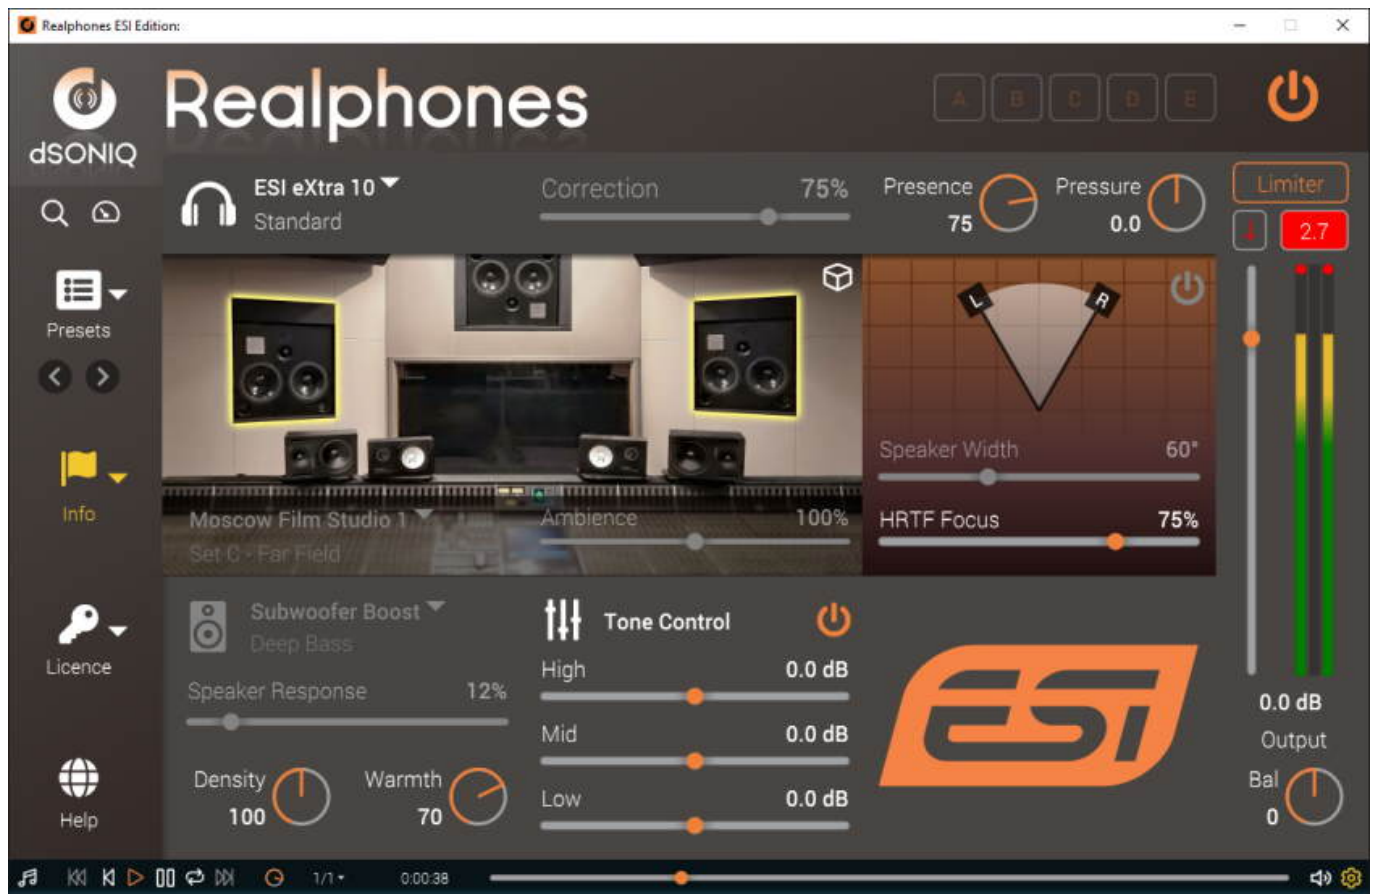 Realphones ESI Edition:
dSONIQ
Realphones
A B C D E
ESI eXtra 10
Standard
Correction 75%
Presence
75
Pressure
0.0
Limiter
2.7
Presets
Info
Licence
Help
L R
Moscow Film Studio 1
Set C - Far Field
Ambience 100%
Speaker Width 60°
HRTF Focus 75%
Subwoofer Boost
Deep Bass
Speaker Response 12%
Density
100
Warmth
70
Tone Control
High 0.0 dB
Mid 0.0 dB
Low 0.0 dB
ESI
0.0 dB
Output
Bal
0
1/1
0:00:38